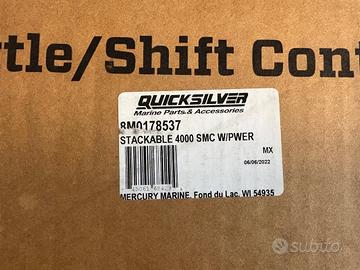 ttle/Shift Cont
QUICKSILVER
Marine Parts & Accessories
8M0178537
STACKABLE 4000 SMC W/PWER
MX
06/06/2022
MERCURY MARINE, Fond du Lac, WI 54935
subito